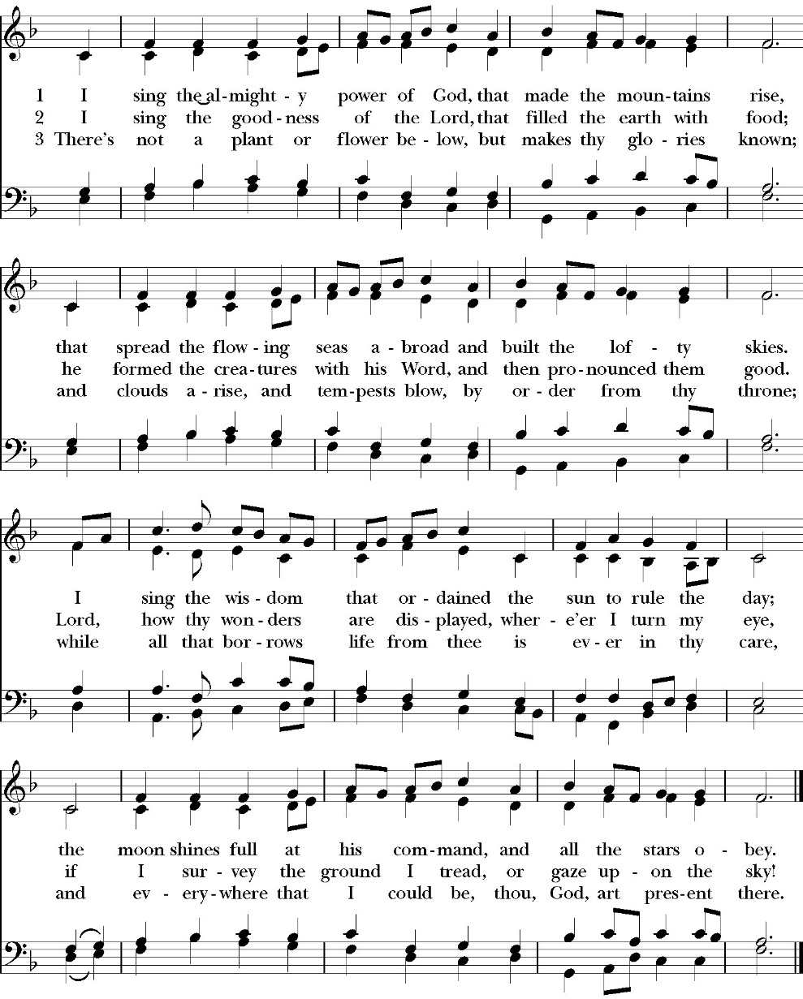 1 I sing the al-might-y power of God, that made the moun-tains rise,
2 I sing the good-ness of the Lord, that filled the earth with food;
3 There's not a plant or flower be-low, but makes thy glo-ries known;
that spread the flow-ing seas a-broad and built the lof-ty skies.
he formed the crea-tures with his Word, and then pro-nounced them good.
and clouds a-rise, and tem-pests blow, by or-der from thy throne;
I sing the wis-dom that or-dained the sun to rule the day;
Lord, how thy won-ders are dis-played, wher-e'er I turn my eye,
while all that bor-rows life from thee is ev-er in thy care,
the moon shines full at his com-mand, and all the stars o-bey.
if I sur-vey the ground I tread, or gaze up-on the sky!
and ev-ery-where that I could be, thou, God, art pres-ent there.